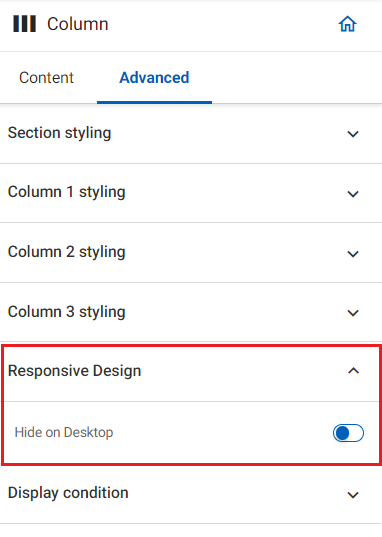 Column
Content Advanced
Section styling
Column 1 styling
Column 2 styling
Column 3 styling
Responsive Design
Hide on Desktop
Display condition